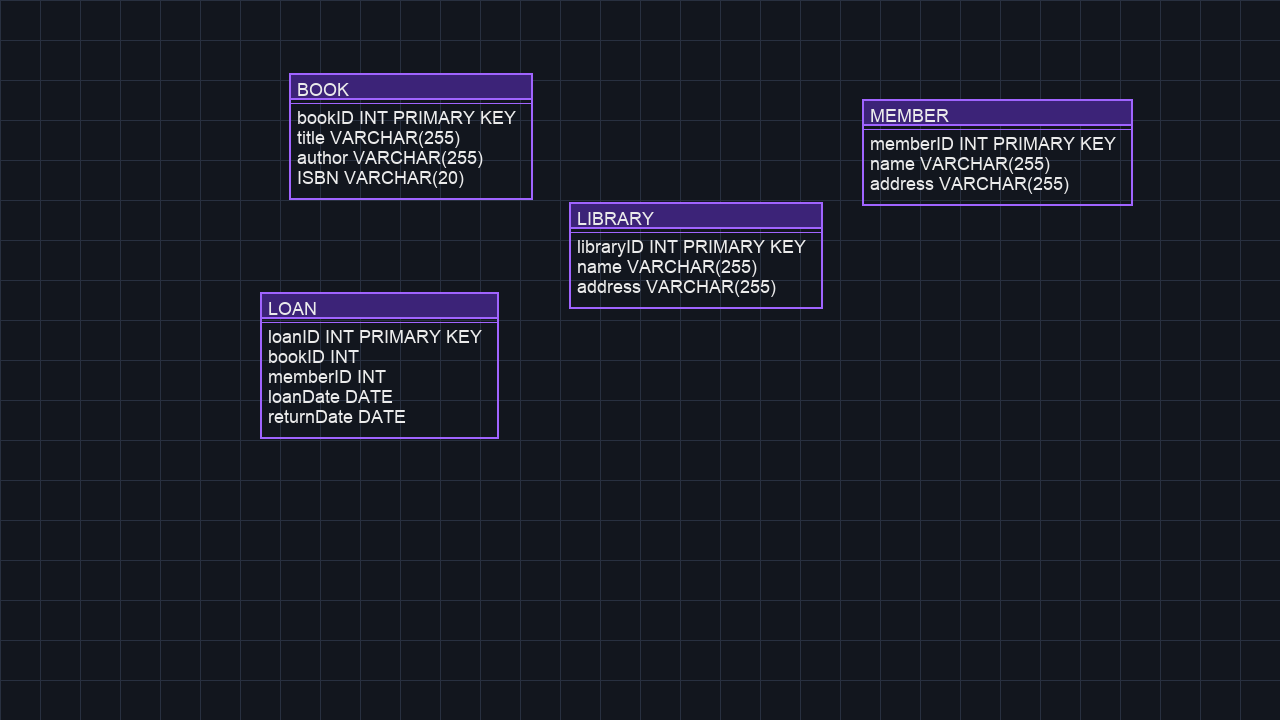 BOOK
bookID INT PRIMARY KEY
title VARCHAR(255)
author VARCHAR(255)
ISBN VARCHAR(20)
MEMBER
memberID INT PRIMARY KEY
name VARCHAR(255)
address VARCHAR(255)
LIBRARY
libraryID INT PRIMARY KEY
name VARCHAR(255)
address VARCHAR(255)
LOAN
loanID INT PRIMARY KEY
bookID INT
memberID INT
loanDate DATE
returnDate DATE